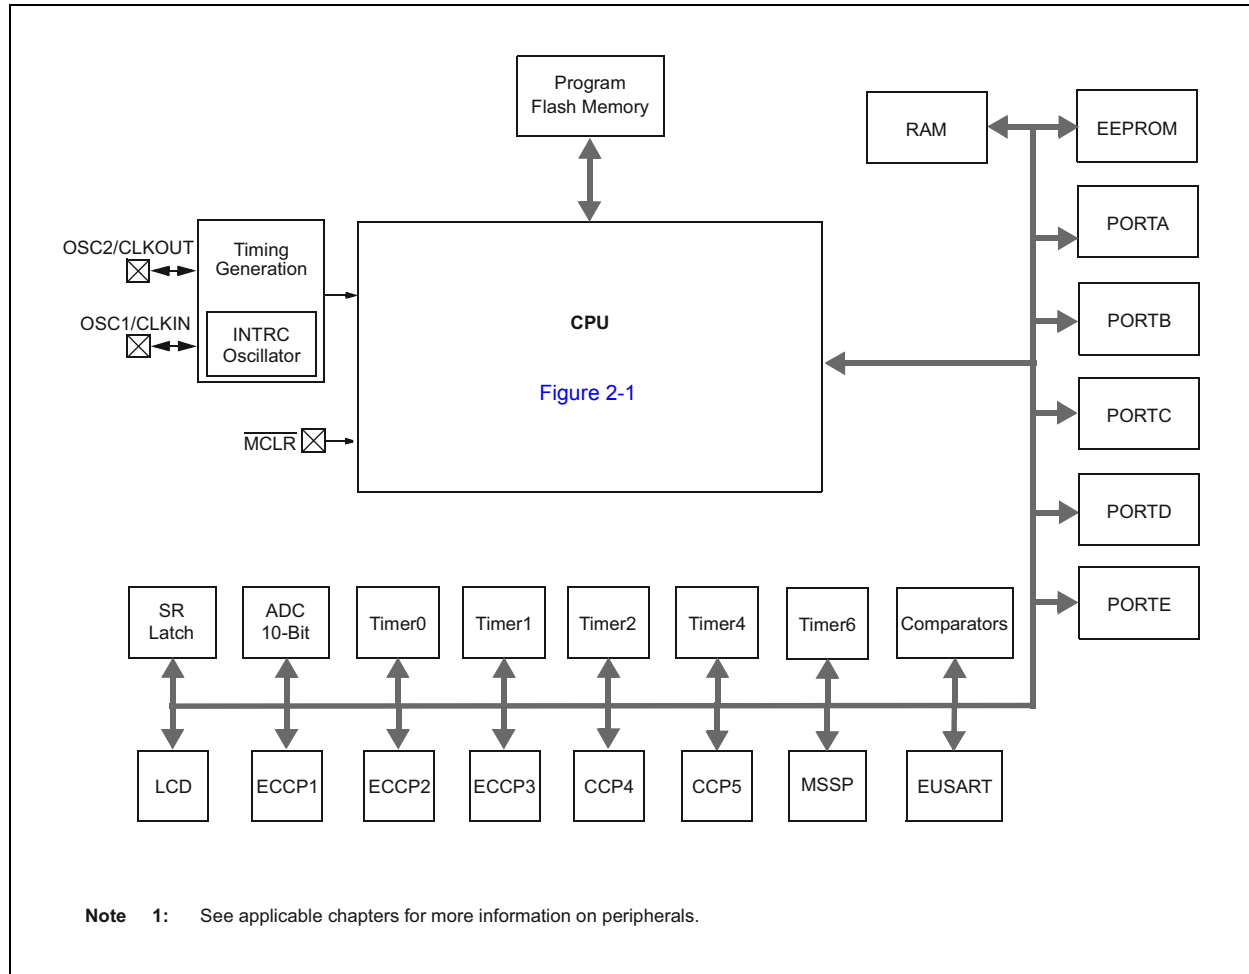 Program
Flash Memory
RAM
EEPROM
PORTA
OSC2/CLKOUT
Timing
Generation
OSC1/CLKIN
INTRC
Oscillator
CPU
PORTB
Figure 2-1
PORTC
MCLR
PORTD
PORTE
SR
Latch
ADC
10-Bit
Timer0
Timer1
Timer2
Timer4
Timer6
Comparators
LCD
ECCP1
ECCP2
ECCP3
CCP4
CCP5
MSSP
EUSART
Note 1: See applicable chapters for more information on peripherals.